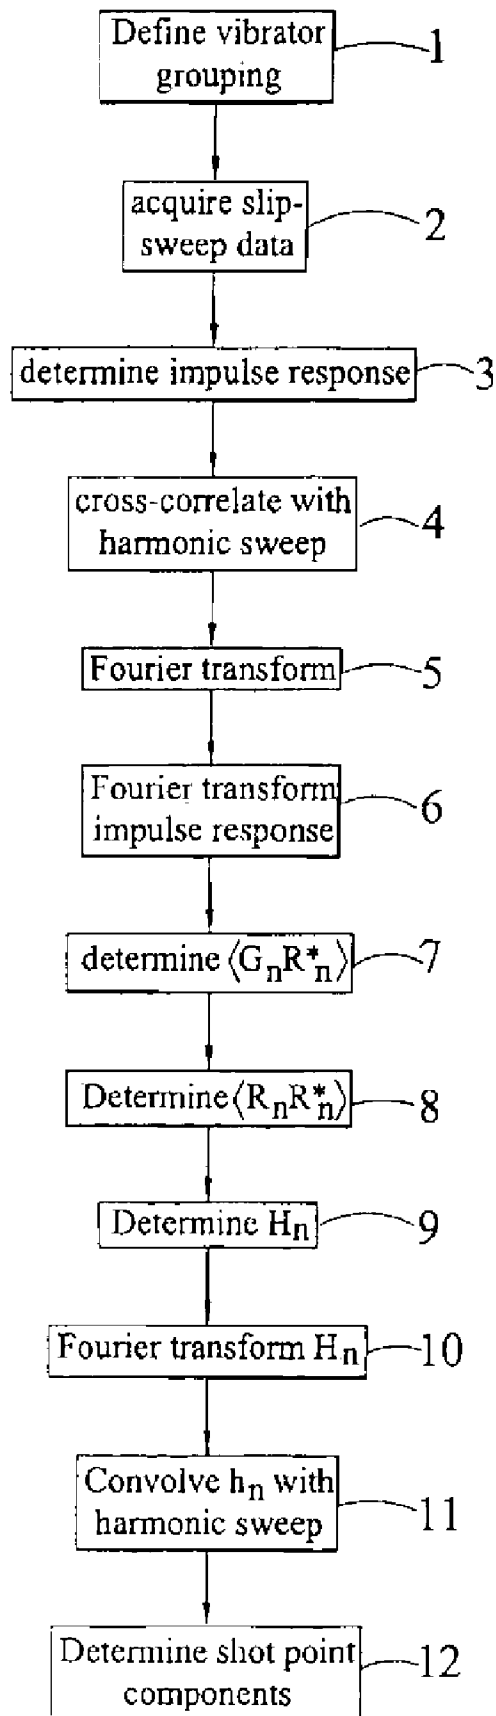 Define vibrator
grouping
1
acquire slip-
sweep data
2
determine impulse response
3
cross-correlate with
harmonic sweep
4
Fourier transform
5
Fourier transform
impulse response
6
determine ⟨GₙR*ₙ⟩
7
Determine ⟨RₙR*ₙ⟩
8
Determine Hₙ
9
Fourier transform Hₙ
10
Convolve hₙ with
harmonic sweep
11
Determine shot point
components
12